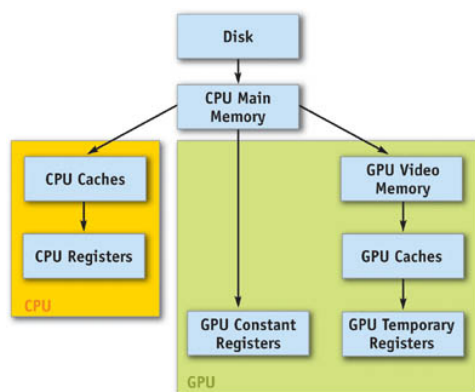 Disk
CPU Main
Memory
CPU Caches
GPU Video
Memory
CPU Registers
GPU Caches
CPU
GPU Constant
Registers
GPU Temporary
Registers
GPU